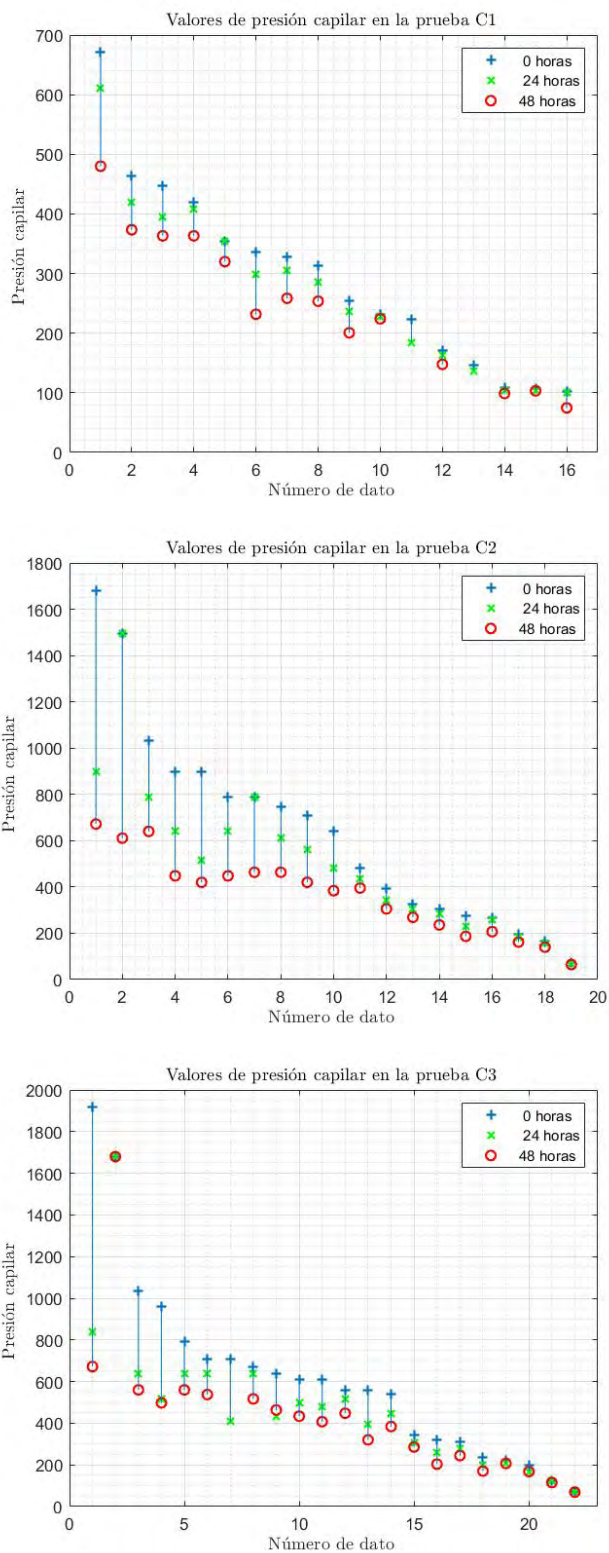 Valores de presión capilar en la prueba C1
700
600
500
400
300
200
100
0
Presión capilar
0 horas
24 horas
48 horas
0 2 4 6 8 10 12 14 16
Número de dato
Valores de presión capilar en la prueba C2
1800
1600
1400
1200
1000
800
600
400
200
0
Presión capilar
0 horas
24 horas
48 horas
0 2 4 6 8 10 12 14 16 18 20
Número de dato
Valores de presión capilar en la prueba C3
2000
1800
1600
1400
1200
1000
800
600
400
200
0
Presión capilar
0 horas
24 horas
48 horas
0 5 10 15 20
Número de dato